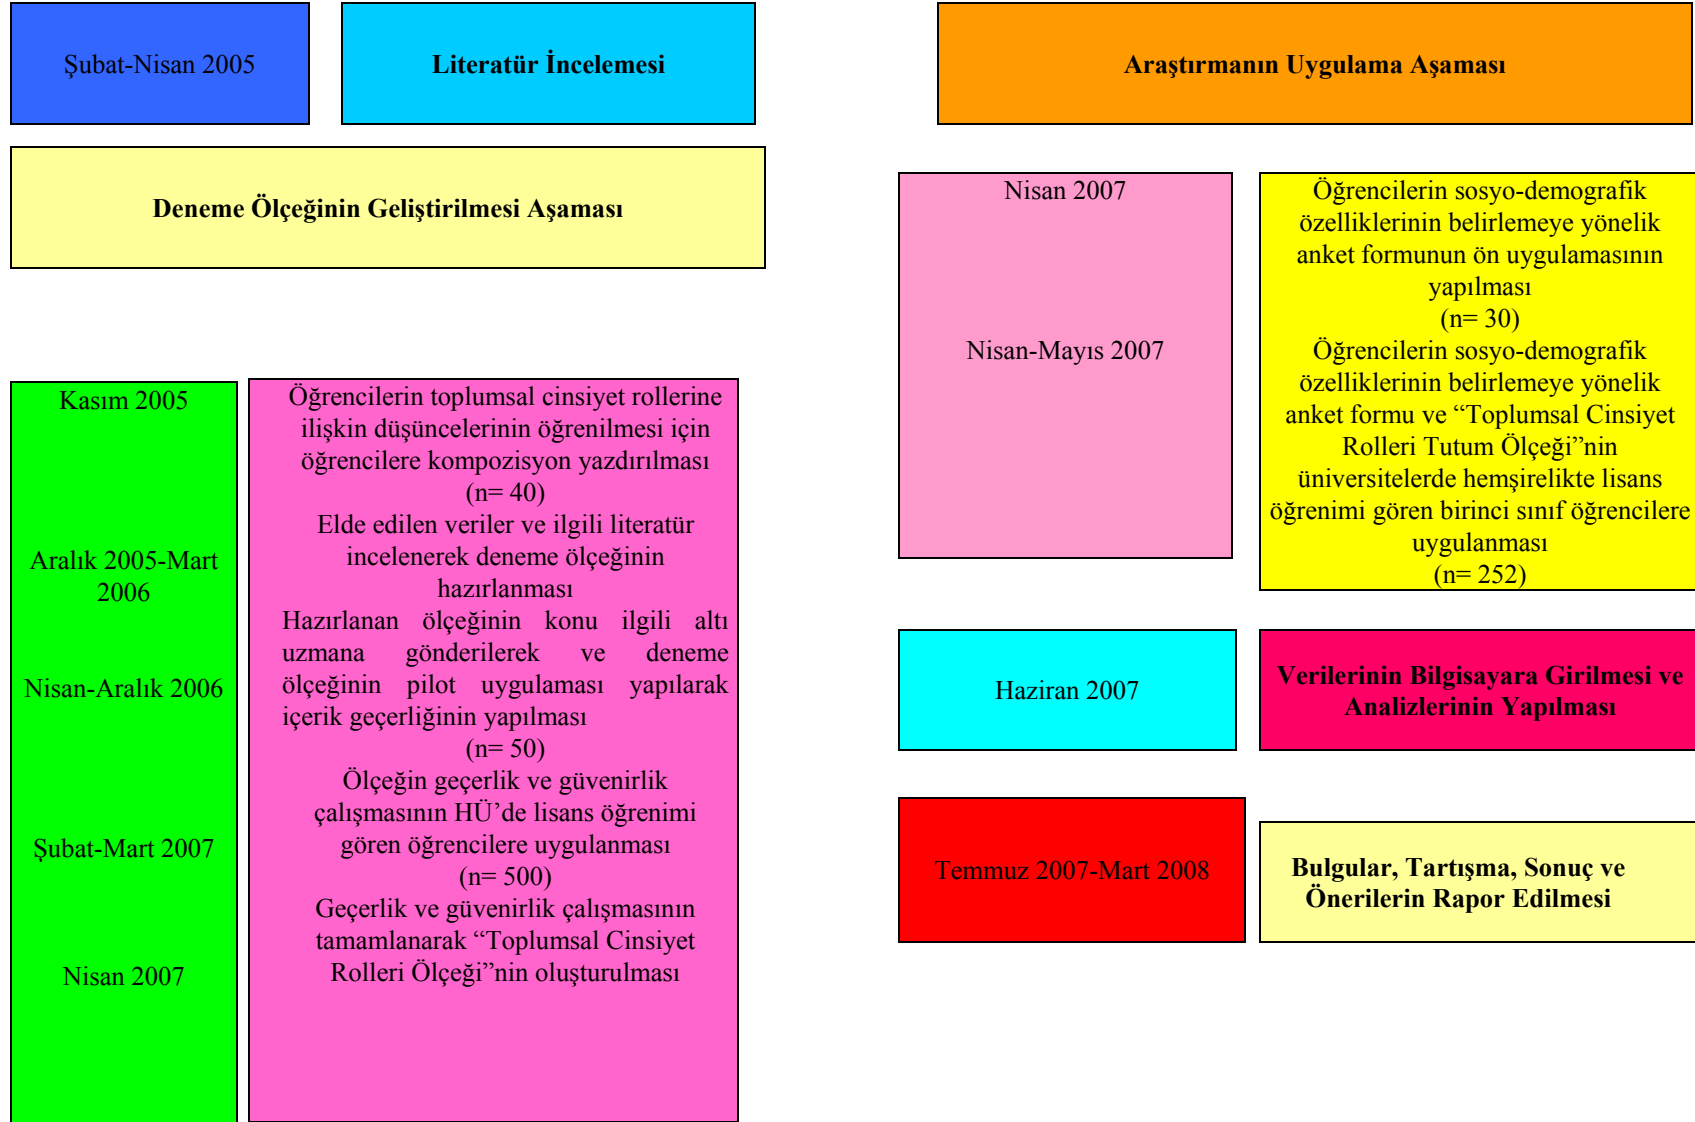 Şubat-Nisan 2005
Literatür İncelemesi
Deneme Ölçeğinin Geliştirilmesi Aşaması
Kasım 2005
Öğrencilerin toplumsal cinsiyet rollerine
ilişkin düşüncelerinin öğrenilmesi için
öğrencilere kompozisyon yazdırılması
(n= 40)
Aralık 2005-Mart
2006
Elde edilen veriler ve ilgili literatür
incelenerek deneme ölçeğinin
hazırlanması
Nisan-Aralık 2006
Hazırlanan ölçeğinin konu ilgili altı
uzmana gönderilerek ve deneme
ölçeğinin pilot uygulaması yapılarak
içerik geçerliğinin yapılması
(n= 50)
Şubat-Mart 2007
Ölçeğin geçerlik ve güvenirlik
çalışmasının HÜ’de lisans öğrenimi
gören öğrencilere uygulanması
(n= 500)
Nisan 2007
Geçerlik ve güvenirlik çalışmasının
tamamlanarak “Toplumsal Cinsiyet
Rolleri Ölçeği”nin oluşturulması
Araştırmanın Uygulama Aşaması
Nisan 2007
Öğrencilerin sosyo-demografik
özelliklerinin belirlemeye yönelik
anket formunun ön uygulamasının
yapılması
(n= 30)
Nisan-Mayıs 2007
Öğrencilerin sosyo-demografik
özelliklerinin belirlemeye yönelik
anket formu ve “Toplumsal Cinsiyet
Rolleri Tutum Ölçeği”nin
üniversitelerde hemşirelikte lisans
öğrenimi gören birinci sınıf öğrencilere
uygulanması
(n= 252)
Haziran 2007
Verilerinin Bilgisayara Girilmesi ve
Analizlerinin Yapılması
Temmuz 2007-Mart 2008
Bulgular, Tartışma, Sonuç ve
Önerilerin Rapor Edilmesi